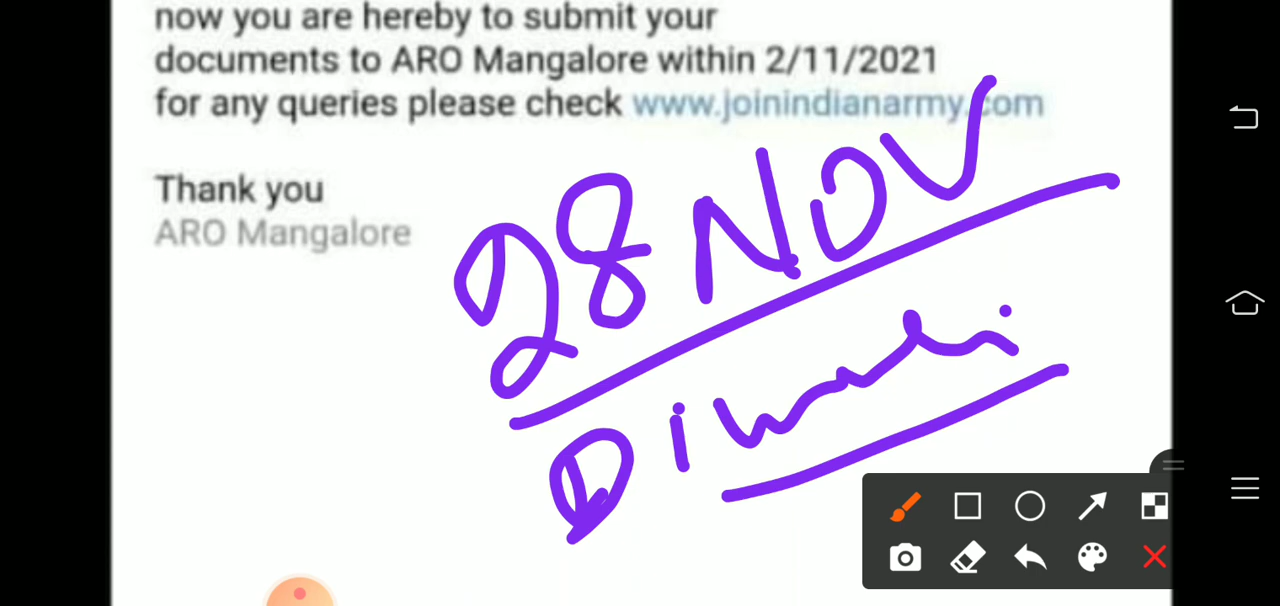 now you are hereby to submit your
documents to ARO Mangalore within 2/11/2021
for any queries please check www.joinindianarmy.com
Thank you
ARO Mangalore
28 NOV
Diwali